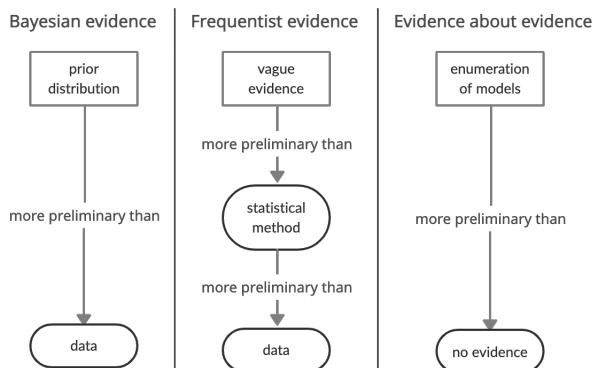 Bayesian evidence
prior
distribution
more preliminary than
data
Frequentist evidence
vague
evidence
more preliminary than
statistical
method
more preliminary than
data
Evidence about evidence
enumeration
of models
more preliminary than
no evidence